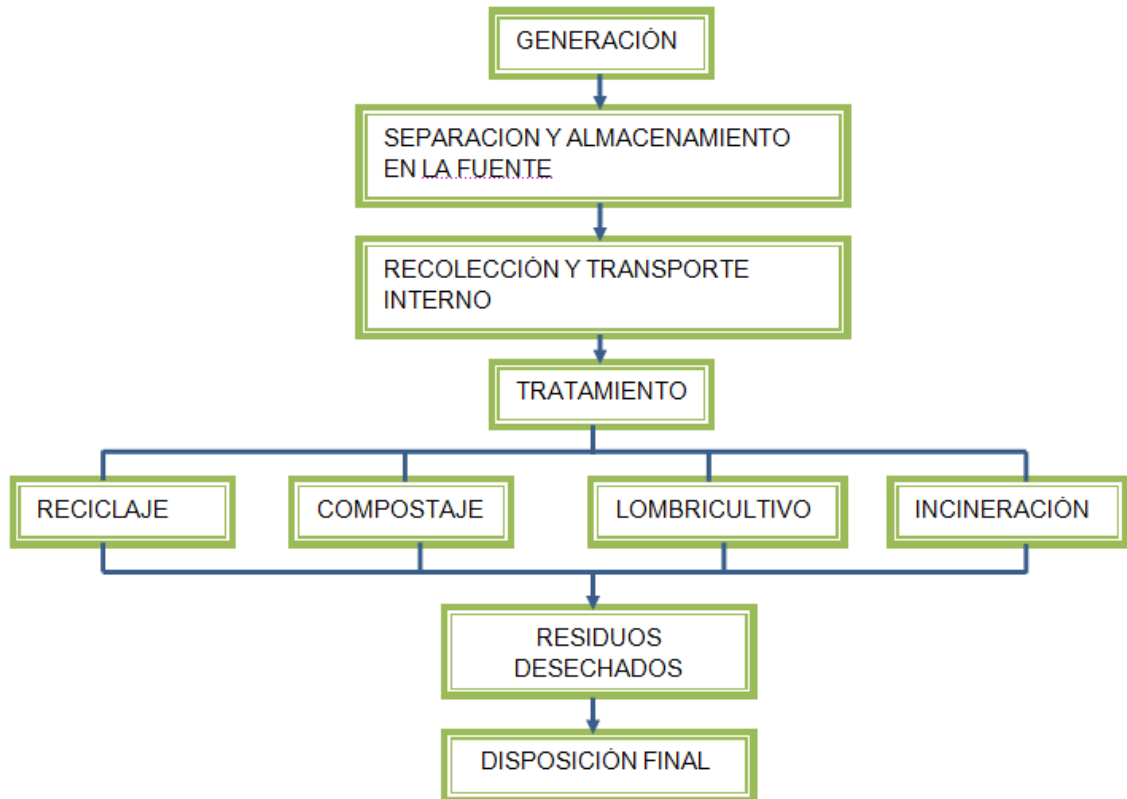 GENERACIÓN
SEPARACION Y ALMACENAMIENTO
EN LA FUENTE
RECOLECCIÓN Y TRANSPORTE
INTERNO
TRATAMIENTO
RECICLAJE
COMPOSTAJE
LOMBRICULTIVO
INCINERACIÓN
RESIDUOS
DESECHADOS
DISPOSICIÓN FINAL